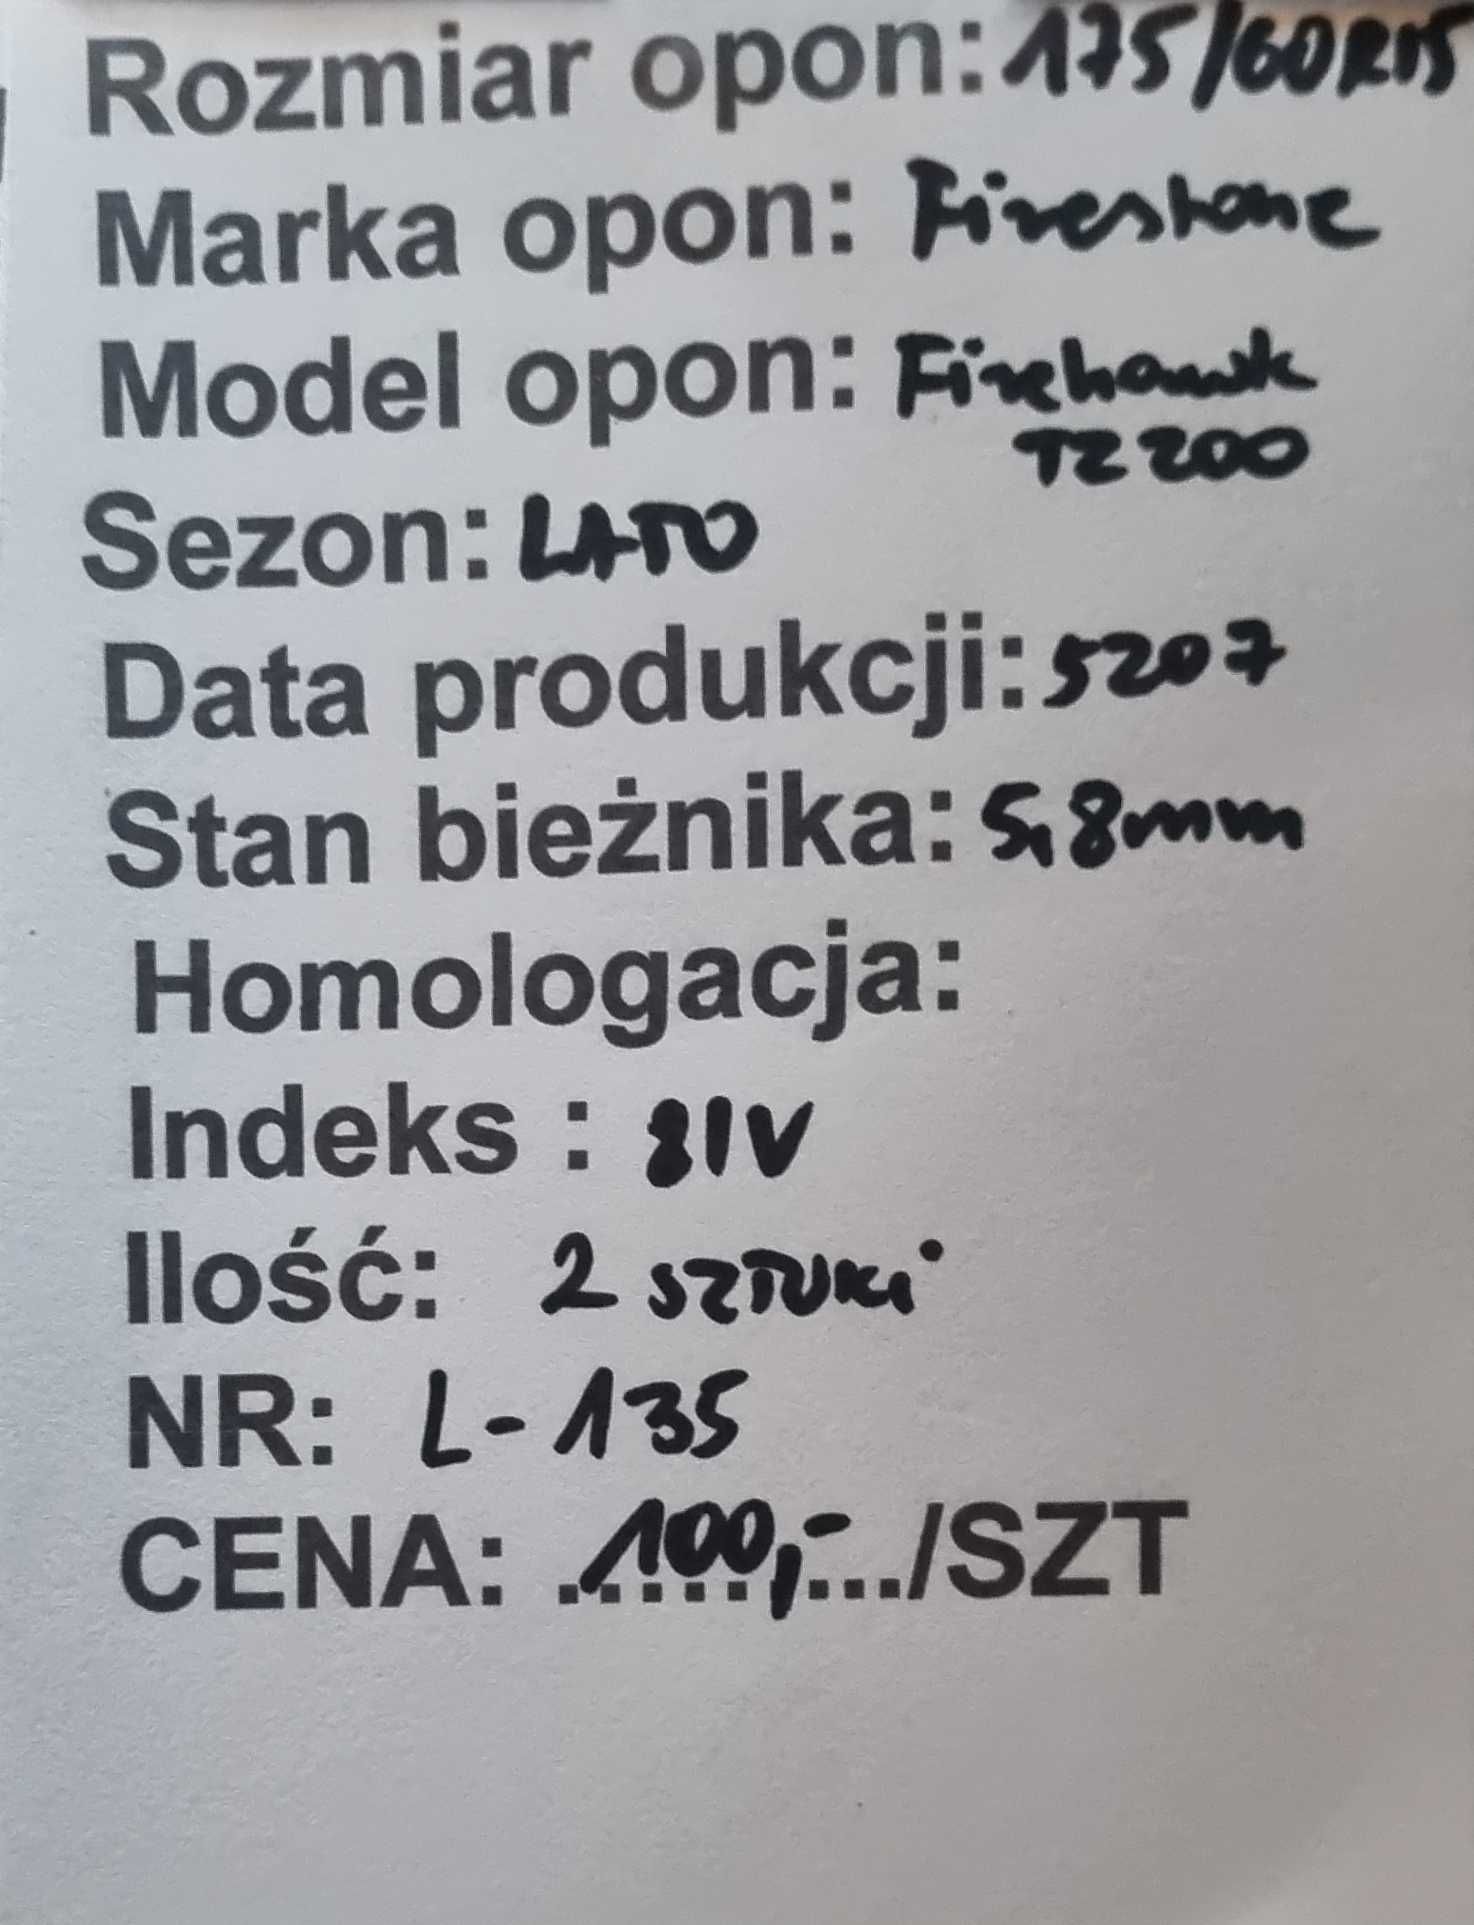 Rozmiar opon: 175/60R15
Marka opon: Firestone
Model opon: Firehawk
TZ200
Sezon: LATO
Data produkcji: 5207
Stan bieżnika: 5,8mm
Homologacja:
Indeks : 81V
Ilość: 2 SZTUKI
NR: L-135
CENA: ..100,-.../SZT